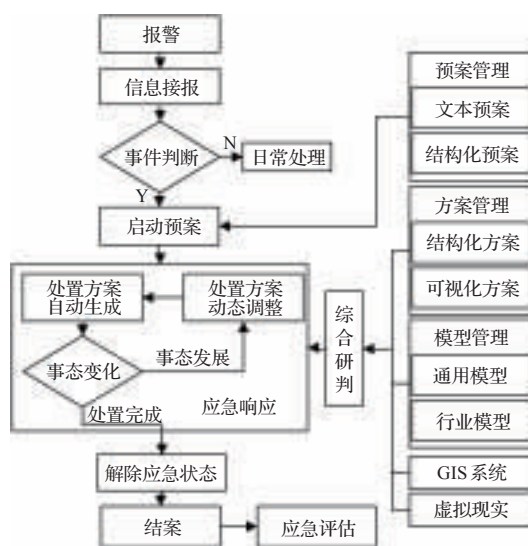 报警
信息接报
事件判断
N
日常处理
Y
启动预案
处置方案
自动生成
处置方案
动态调整
事态变化
事态发展
处置完成
应急响应
解除应急状态
结案
应急评估
综
合
研
判
预案管理
文本预案
结构化预案
方案管理
结构化方案
可视化方案
模型管理
通用模型
行业模型
GIS系统
虚拟现实